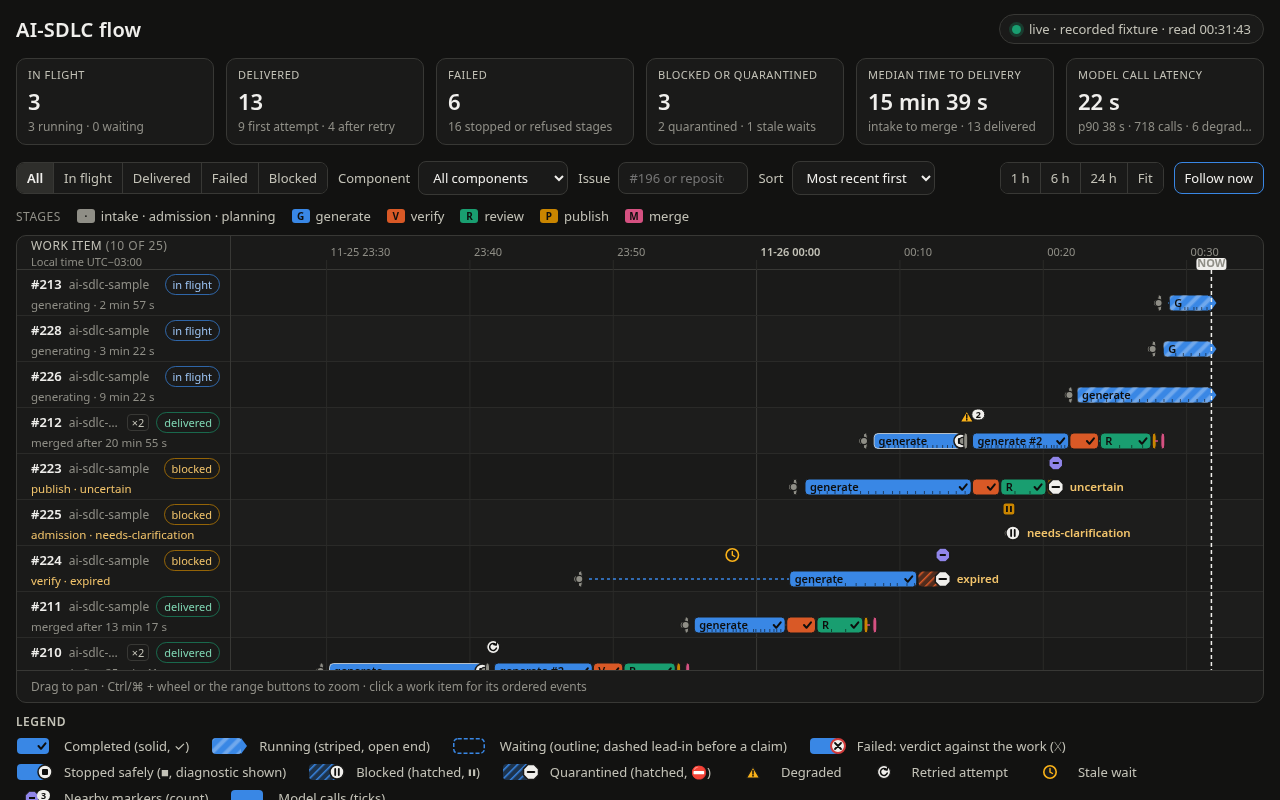 AI-SDLC flow
live · recorded fixture · read 00:31:43
IN FLIGHT
3
3 running · 0 waiting
DELIVERED
13
9 first attempt · 4 after retry
FAILED
6
16 stopped or refused stages
BLOCKED OR QUARANTINED
3
2 quarantined · 1 stale waits
MEDIAN TIME TO DELIVERY
15 min 39 s
intake to merge · 13 delivered
MODEL CALL LATENCY
22 s
p90 38 s · 718 calls · 6 degrad…
All In flight Delivered Failed Blocked Component All components Issue #196 or reposit Sort Most recent first 1 h 6 h 24 h Fit Follow now
STAGES · intake · admission · planning G generate V verify R review P publish M merge
WORK ITEM (10 OF 25)
Local time UTC−03:00
11-25 23:30 23:40 23:50 11-26 00:00 00:10 00:20 00:30
NOW
#213 ai-sdlc-sample in flight
generating · 2 min 57 s
G
#228 ai-sdlc-sample in flight
generating · 3 min 22 s
G
#226 ai-sdlc-sample in flight
generating · 9 min 22 s
generate
#212 ai-sdlc-… ×2 delivered
merged after 20 min 55 s
2
generate generate #2 R
#223 ai-sdlc-sample blocked
publish · uncertain
generate R uncertain
#225 ai-sdlc-sample blocked
admission · needs-clarification
needs-clarification
#224 ai-sdlc-sample blocked
verify · expired
generate expired
#211 ai-sdlc-sample delivered
merged after 13 min 17 s
generate R
#210 ai-sdlc-… ×2 delivered
Drag to pan · Ctrl/⌘ + wheel or the range buttons to zoom · click a work item for its ordered events
LEGEND
Completed (solid, ✓) Running (striped, open end) Waiting (outline; dashed lead-in before a claim) Failed: verdict against the work (╳)
Stopped safely (■, diagnostic shown) Blocked (hatched, ⏸) Quarantined (hatched, ⛔) Degraded Retried attempt Stale wait
3 Nearby markers (count) Model calls (ticks)